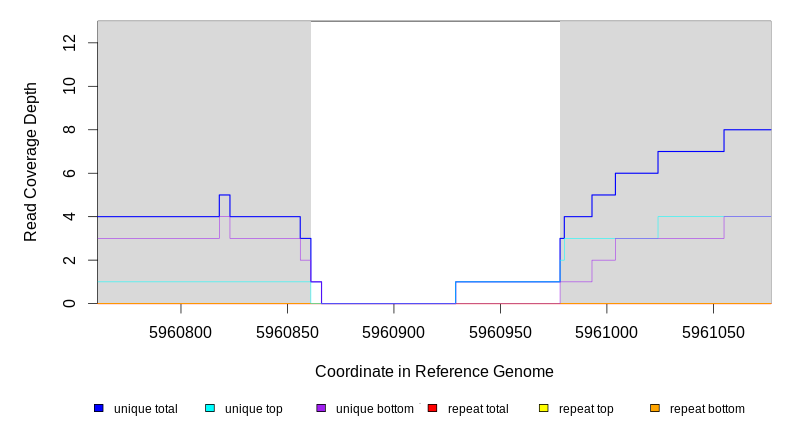 Read Coverage Depth
12
10
8
6
4
2
0
5960800 5960850 5960900 5960950 5961000 5961050
Coordinate in Reference Genome
unique total unique top unique bottom repeat total repeat top repeat bottom